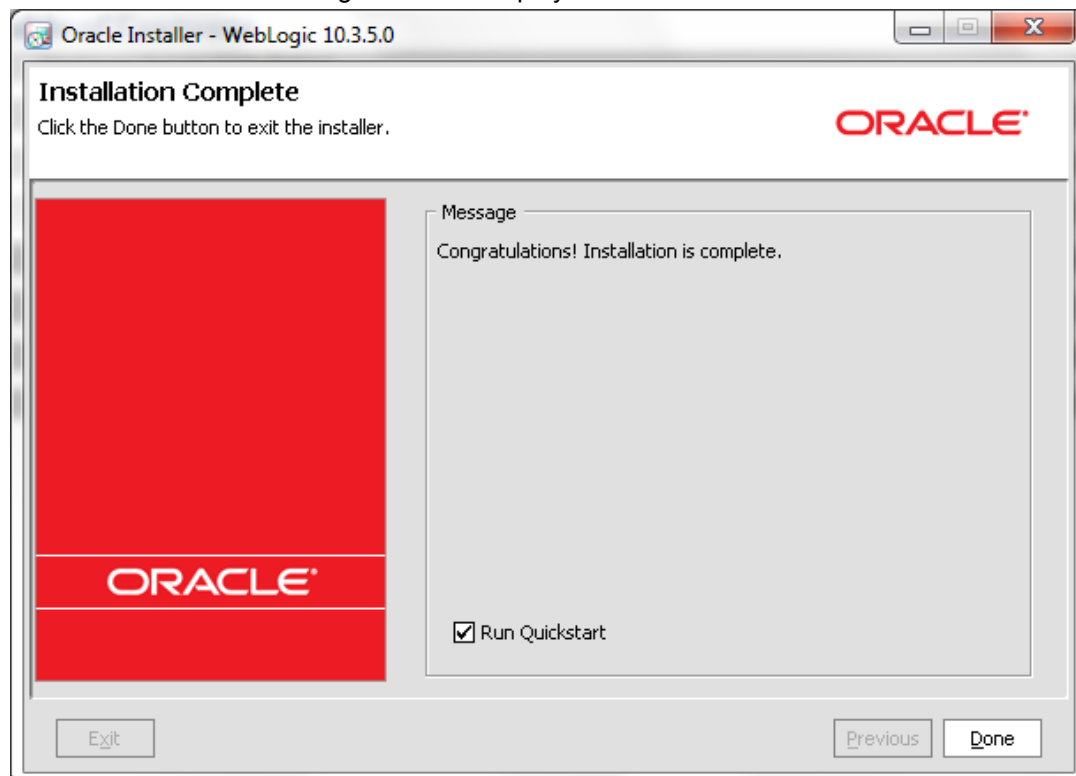 Oracle Installer - WebLogic 10.3.5.0
Installation Complete
Click the Done button to exit the installer.
ORACLE
Message
Congratulations! Installation is complete.
ORACLE
Run Quickstart
Exit
Previous
Done